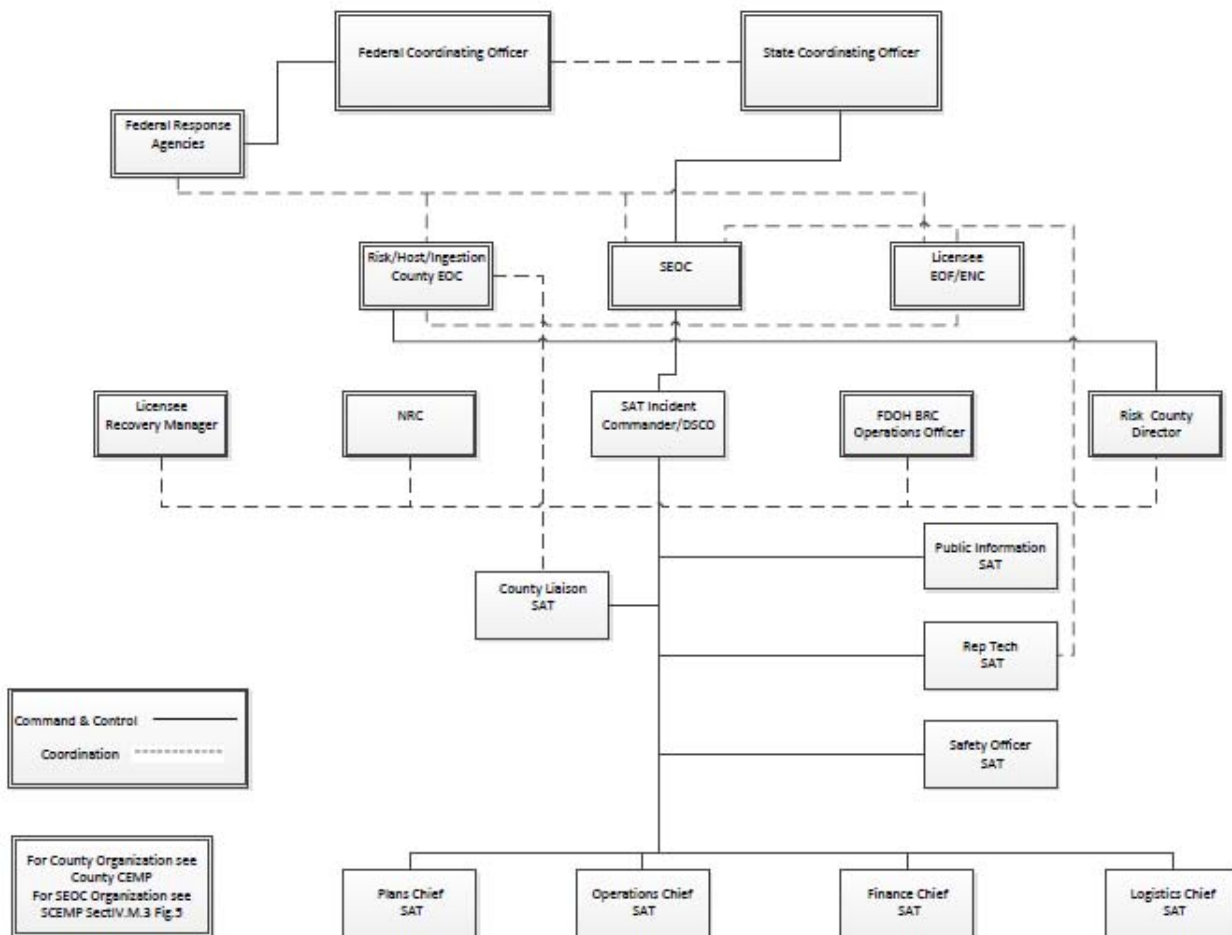 Federal Coordinating Officer
State Coordinating Officer
Federal Response
Agencies
Risk/Host/Ingestion
County EOC
SEOC
Licensee
EOF/ENC
Licensee
Recovery Manager
NRC
SAT Incident
Commander/DSCO
FDOH BRC
Operations Officer
Risk County
Director
Public Information
SAT
County Liaison
SAT
Rep Tech
SAT
Command & Control
Coordination
Safety Officer
SAT
For County Organization see
County CEMP
For SEOC Organization see
SCEMP SectIV.M.3 Fig.5
Plans Chief
SAT
Operations Chief
SAT
Finance Chief
SAT
Logistics Chief
SAT